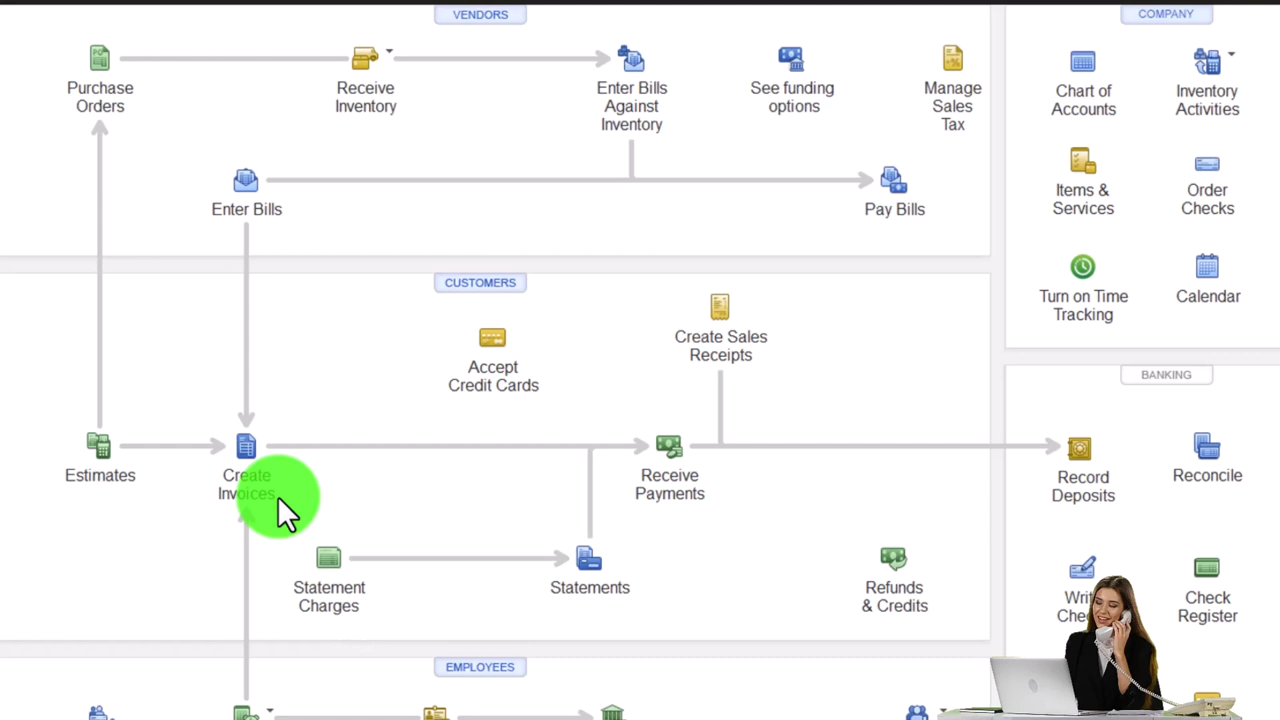 VENDORS
Purchase
Orders
Receive
Inventory
Enter Bills
Against
Inventory
See funding
options
Manage
Sales
Tax
Enter Bills
Pay Bills
CUSTOMERS
Create Sales
Receipts
Accept
Credit Cards
Estimates
Create
Invoices
Receive
Payments
Statement
Charges
Statements
Refunds
& Credits
EMPLOYEES
COMPANY
Chart of
Accounts
Inventory
Activities
Items &
Services
Order
Checks
Turn on Time
Tracking
Calendar
BANKING
Record
Deposits
Reconcile
Check
Register